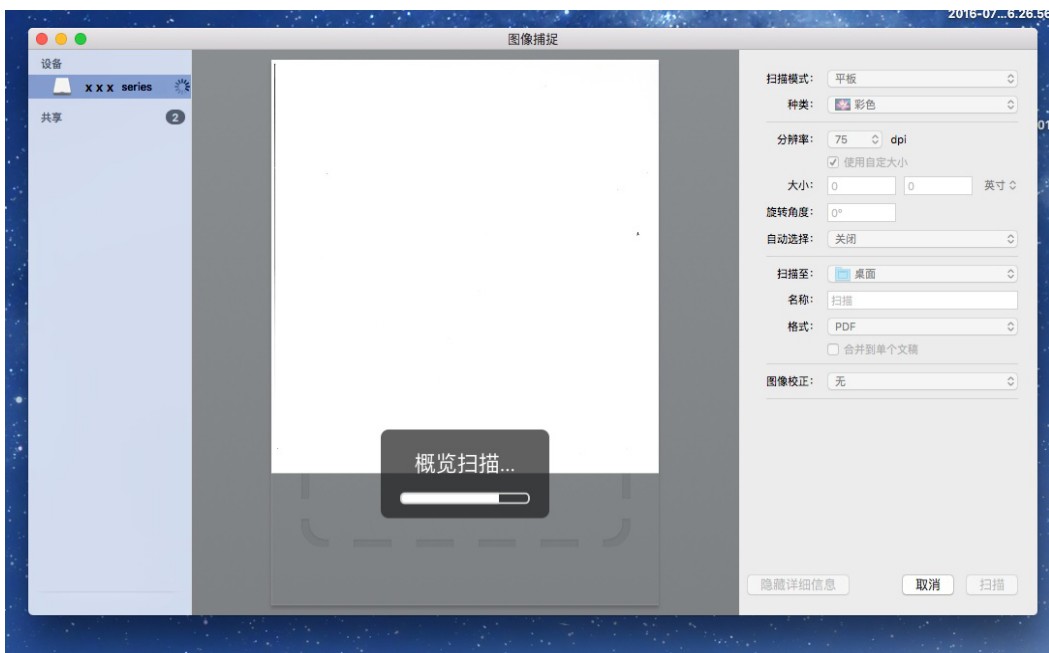 2016-07...6.26.56
图像捕捉
设备
x x x series
共享
2
扫描模式： 平板
种类： 彩色
分辨率： 75 dpi
使用自定大小
大小： 0 0 英寸
旋转角度： 0°
自动选择： 关闭
扫描至： 桌面
名称： 扫描
格式： PDF
合并到单个文稿
图像校正： 无
概览扫描...
隐藏详细信息 取消 扫描